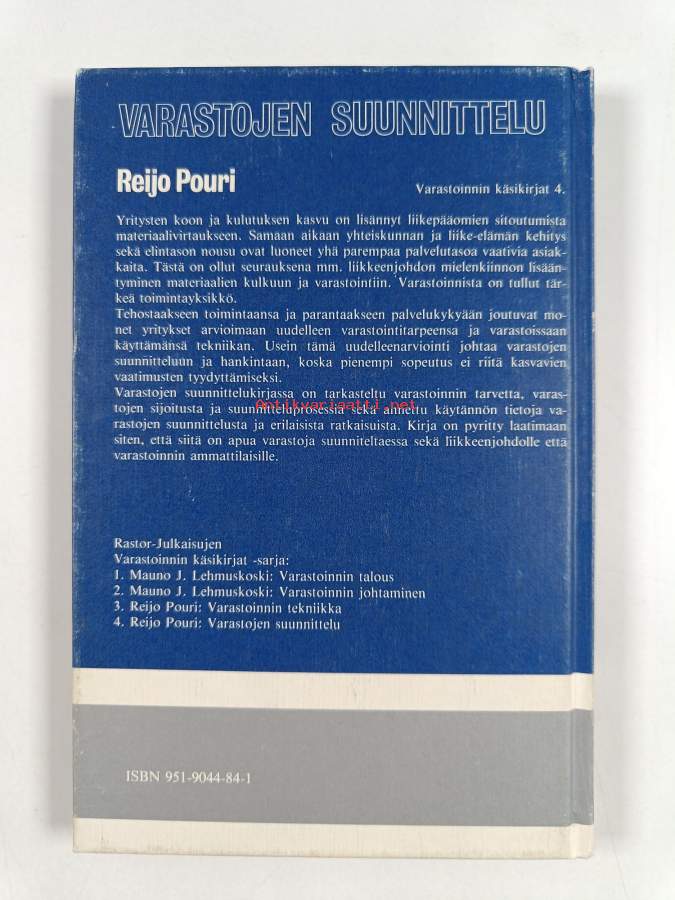 VARASTOJEN SUUNNITTELU
Reijo Pouri
Varastoinnin käsikirjat 4.
Yritysten koon ja kulutuksen kasvu on lisännyt liikepääomien sitoutumista
materiaalivirtaukseen. Samaan aikaan yhteiskunnan ja liike-elämän kehitys
sekä elintason nousu ovat luoneet yhä parempaa palvelutasoa vaativia asiak-
kaita. Tästä on ollut seurauksena mm. liikkeenjohdon mielenkiinnon lisään-
tyminen materiaalien kulkuun ja varastointiin. Varastoinnista on tullut tär-
keä toimintayksikkö.
Tehostaakseen toimintaansa ja parantaakseen palvelukykyään joutuvat mo-
net yritykset arvioimaan uudelleen varastointitarpeensa ja varastoissaan
käyttämänsä tekniikan. Usein tämä uudelleenarviointi johtaa varastojen
suunnitteluun ja hankintaan, koska pienempi sopeutus ei riitä kasvavien
vaatimusten tyydyttämiseksi.
Varastojen suunnittelukirjassa on tarkasteltu varastoinnin tarvetta, varas-
tojen sijoitusta ja suunnitteluprosessia sekä annettu käytännön tietoja va-
rastojen suunnittelusta ja erilaisista ratkaisuista. Kirja on pyritty laatimaan
siten, että siitä on apua varastoja suunniteltaessa sekä liikkeenjohdolle että
varastoinnin ammattilaisille.
Antikvariaatti.net
Rastor-Julkaisujen
Varastoinnin käsikirjat -sarja:
1. Mauno J. Lehmuskoski: Varastoinnin talous
2. Mauno J. Lehmuskoski: Varastoinnin johtaminen
3. Reijo Pouri: Varastoinnin tekniikka
4. Reijo Pouri: Varastojen suunnittelu
ISBN 951-9044-84-1